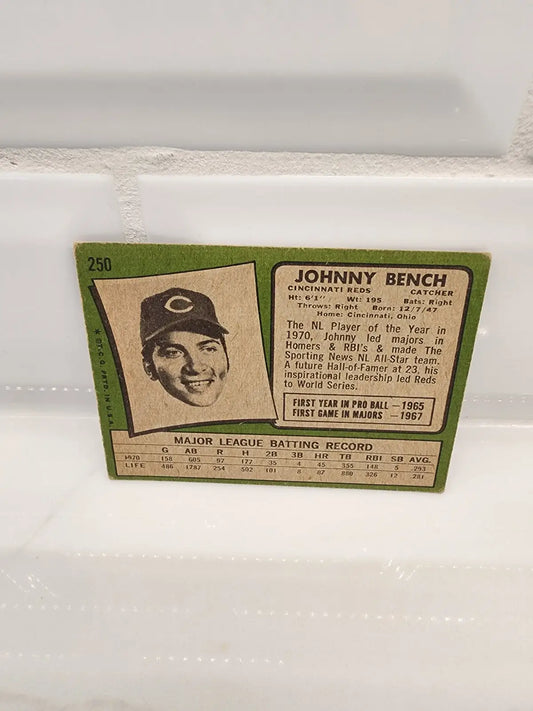 250
C
* ©T.C.G. PRTD. IN U.S.A.
JOHNNY BENCH
CINCINNATI REDS CATCHER
Ht: 6'1" Wt: 195 Bats: Right
Throws: Right Born: 12/7/47
Home: Cincinnati, Ohio
The NL Player of the Year in
1970, Johnny led majors in
Homers & RBI's & made The
Sporting News NL All-Star team.
A future Hall-of-Famer at 23, his
inspirational leadership led Reds
to World Series.
FIRST YEAR IN PRO BALL — 1965
FIRST GAME IN MAJORS — 1967
MAJOR LEAGUE BATTING RECORD
G AB R H 2B 3B HR TB RBI SB AVG.
1970 158 605 97 177 35 4 45 355 148 5 .293
LIFE 486 1787 254 502 101 8 87 880 326 12 .281